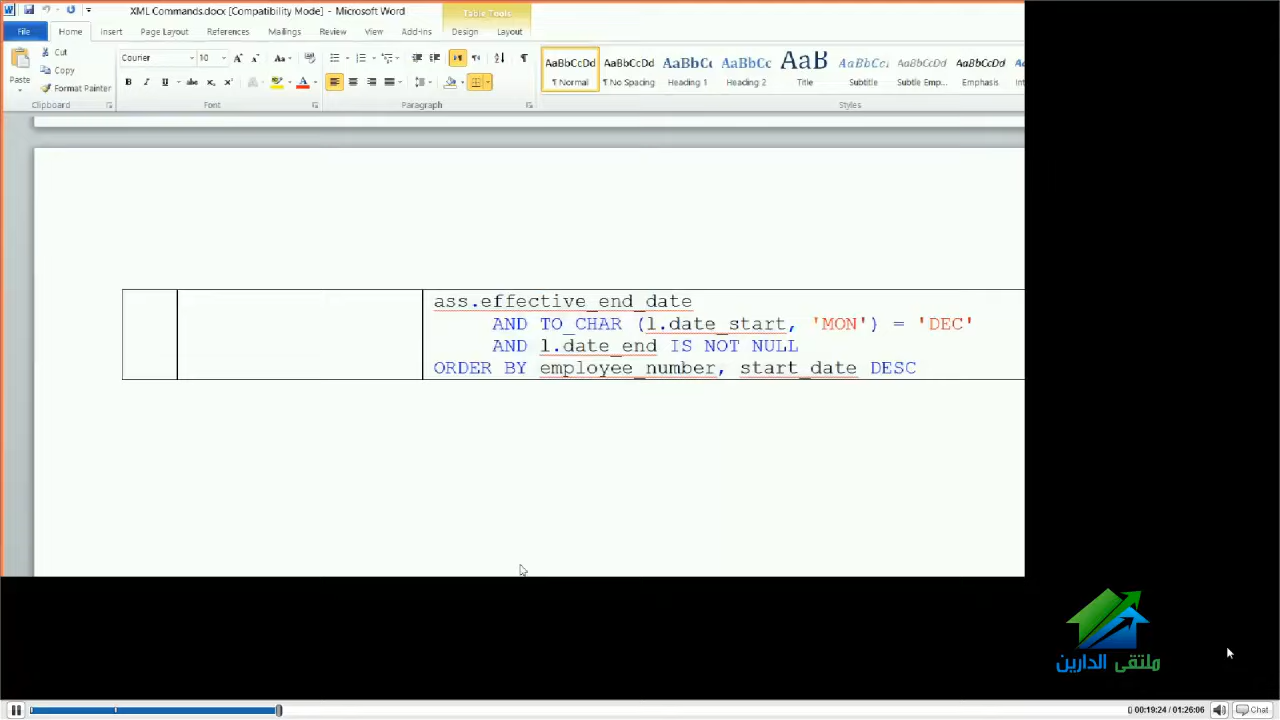 XML Commands.docx [Compatibility Mode] - Microsoft Word
Table Tools
File Home Insert Page Layout References Mailings Review View Add-Ins Design Layout
Paste
Cut
Copy
Format Painter
Clipboard
Courier 10
Font
Paragraph
AaBbCcDd AaBbCcDd AaBbC AaBbCc AaB AaBbCc. AaBbCcDd AaBbCcDd
¶ Normal ¶ No Spacing Heading 1 Heading 2 Title Subtitle Subtle Emp... Emphasis
Styles
ass.effective_end_date
AND TO_CHAR (l.date_start, 'MON') = 'DEC'
AND l.date_end IS NOT NULL
ORDER BY employee_number, start_date DESC
ملتقى الدارين
00:19:24 / 01:26:06 Chat